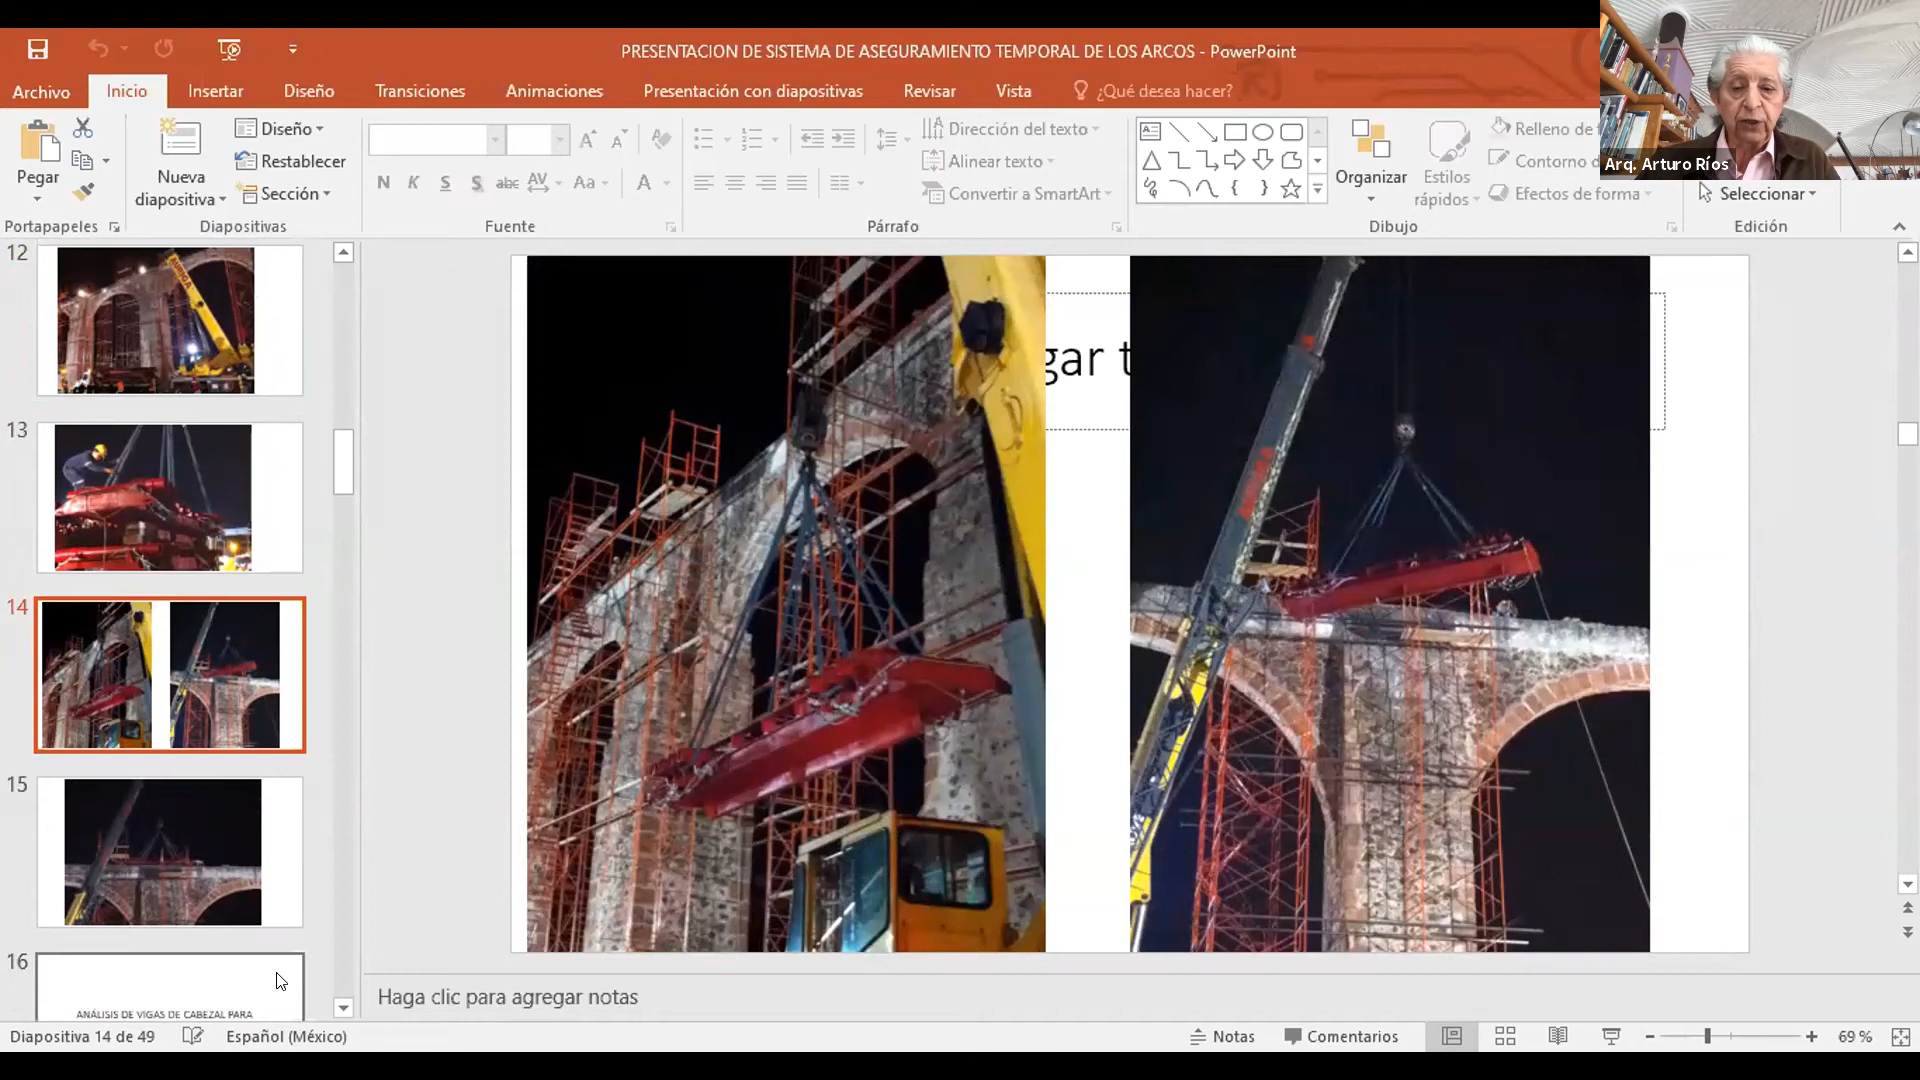 PRESENTACION DE SISTEMA DE ASEGURAMIENTO TEMPORAL DE LOS ARCOS - PowerPoint
Archivo Inicio Insertar Diseño Transiciones Animaciones Presentación con diapositivas Revisar Vista ¿Qué desea hacer?
Arq. Arturo Ríos
Pegar
Nueva diapositiva
Diseño
Restablecer
Sección
N K S S abc AV Aa A
Dirección del texto
Alinear texto
Convertir a SmartArt
Organizar
Estilos rápidos
Relleno de
Contorno
Efectos de forma
Seleccionar
Portapapeles Diapositivas Fuente Párrafo Dibujo Edición
12
13
14
15
16
ANÁLISIS DE VIGAS DE CABEZAL PARA
gar t
Haga clic para agregar notas
Diapositiva 14 de 49 Español (México) Notas Comentarios 69 %